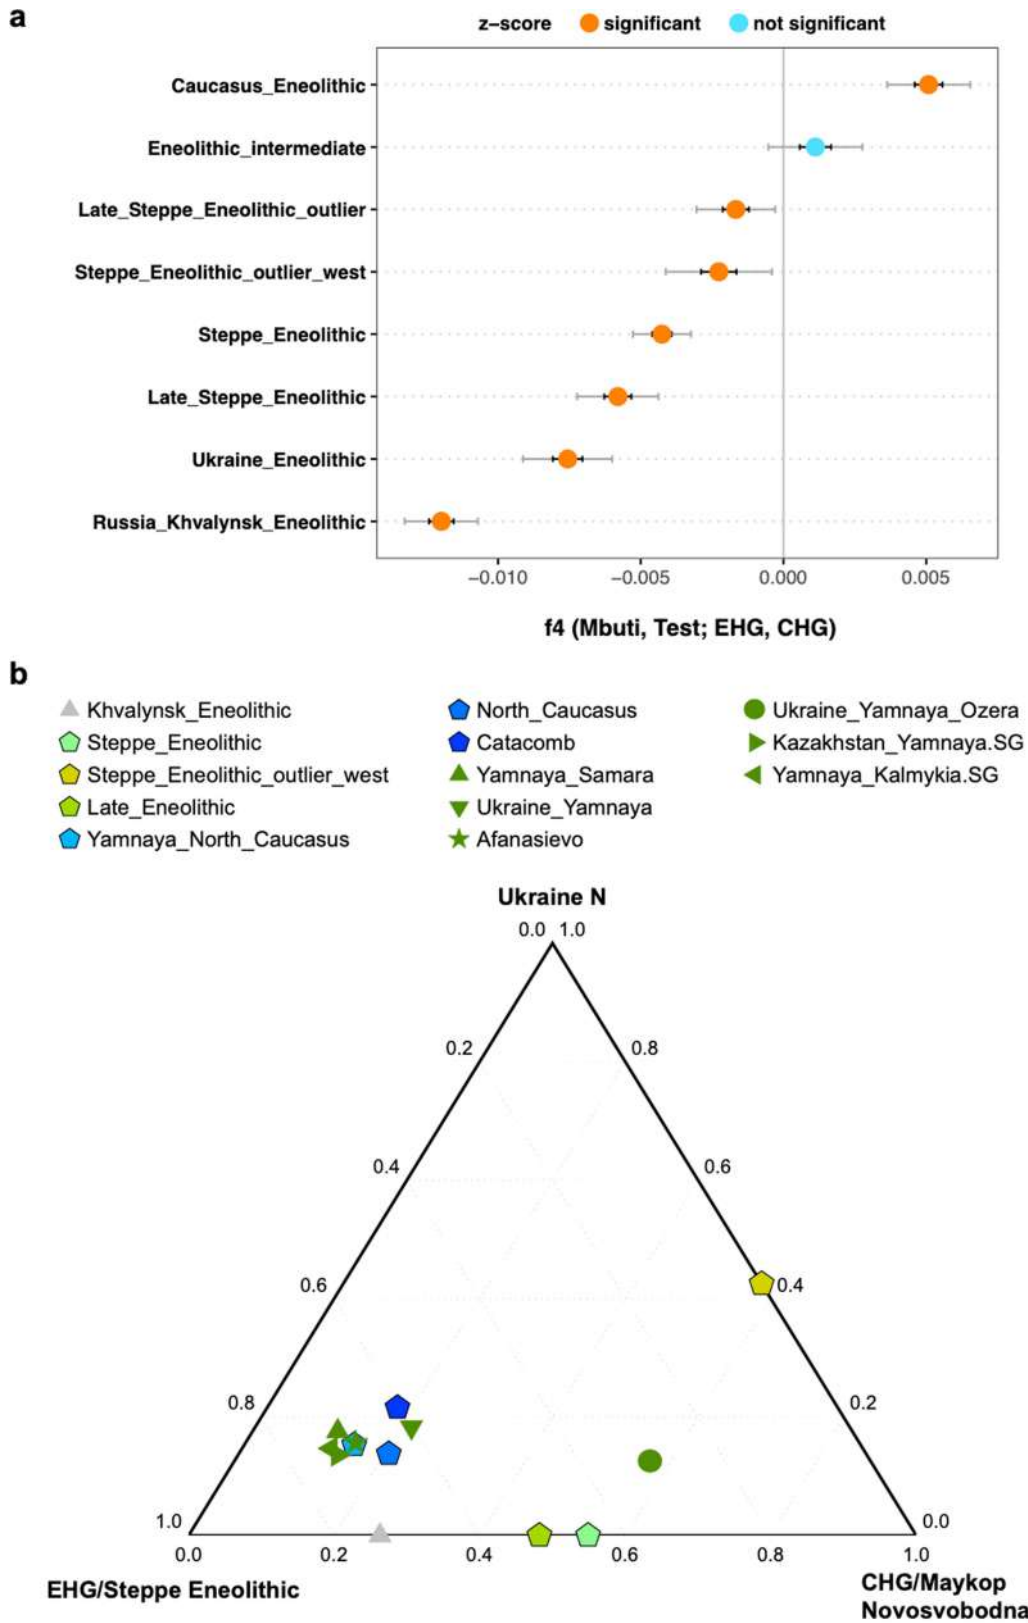 a
z–score significant not significant
Caucasus_Eneolithic
Eneolithic_intermediate
Late_Steppe_Eneolithic_outlier
Steppe_Eneolithic_outlier_west
Steppe_Eneolithic
Late_Steppe_Eneolithic
Ukraine_Eneolithic
Russia_Khvalynsk_Eneolithic
−0.010 −0.005 0.000 0.005
f4 (Mbuti, Test; EHG, CHG)
b
Khvalynsk_Eneolithic North_Caucasus Ukraine_Yamnaya_Ozera
Steppe_Eneolithic Catacomb Kazakhstan_Yamnaya.SG
Steppe_Eneolithic_outlier_west Yamnaya_Samara Yamnaya_Kalmykia.SG
Late_Eneolithic Ukraine_Yamnaya
Yamnaya_North_Caucasus Afanasievo
Ukraine N
0.0 1.0
0.2 0.8
0.4 0.6
0.6 0.4
0.8 0.2
1.0 0.0
0.0 0.2 0.4 0.6 0.8 1.0
EHG/Steppe Eneolithic CHG/Maykop
Novosvobodna